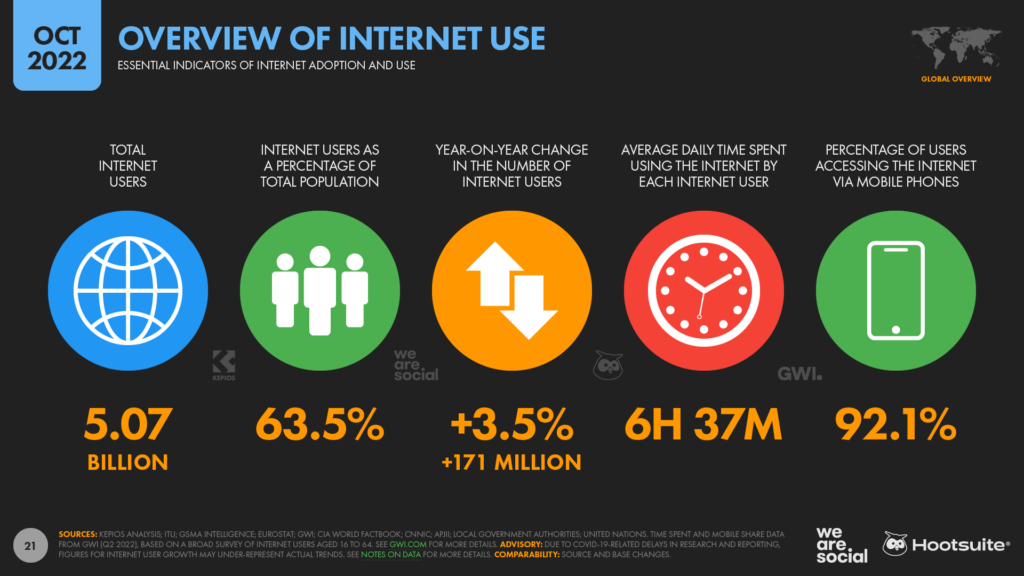 OCT
2022
OVERVIEW OF INTERNET USE
ESSENTIAL INDICATORS OF INTERNET ADOPTION AND USE
GLOBAL OVERVIEW
TOTAL
INTERNET
USERS
INTERNET USERS AS
A PERCENTAGE OF
TOTAL POPULATION
YEAR-ON-YEAR CHANGE
IN THE NUMBER OF
INTERNET USERS
AVERAGE DAILY TIME SPENT
USING THE INTERNET BY
EACH INTERNET USER
PERCENTAGE OF USERS
ACCESSING THE INTERNET
VIA MOBILE PHONES
KEPIOS
we
are
social
GWI.
5.07
BILLION
63.5%
+3.5%
+171 MILLION
6H 37M
92.1%
21
SOURCES: KEPIOS ANALYSIS; ITU; GSMA INTELLIGENCE; EUROSTAT; GWI; CIA WORLD FACTBOOK; CNNIC; APJII; LOCAL GOVERNMENT AUTHORITIES; UNITED NATIONS. TIME SPENT AND MOBILE SHARE DATA
FROM GWI (Q2 2022), BASED ON A BROAD SURVEY OF INTERNET USERS AGED 16 TO 64. SEE GWI.COM FOR MORE DETAILS. ADVISORY: DUE TO COVID-19-RELATED DELAYS IN RESEARCH AND REPORTING,
FIGURES FOR INTERNET USER GROWTH MAY UNDER-REPRESENT ACTUAL TRENDS. SEE NOTES ON DATA FOR MORE DETAILS. COMPARABILITY: SOURCE AND BASE CHANGES.
we
are
social
Hootsuite®